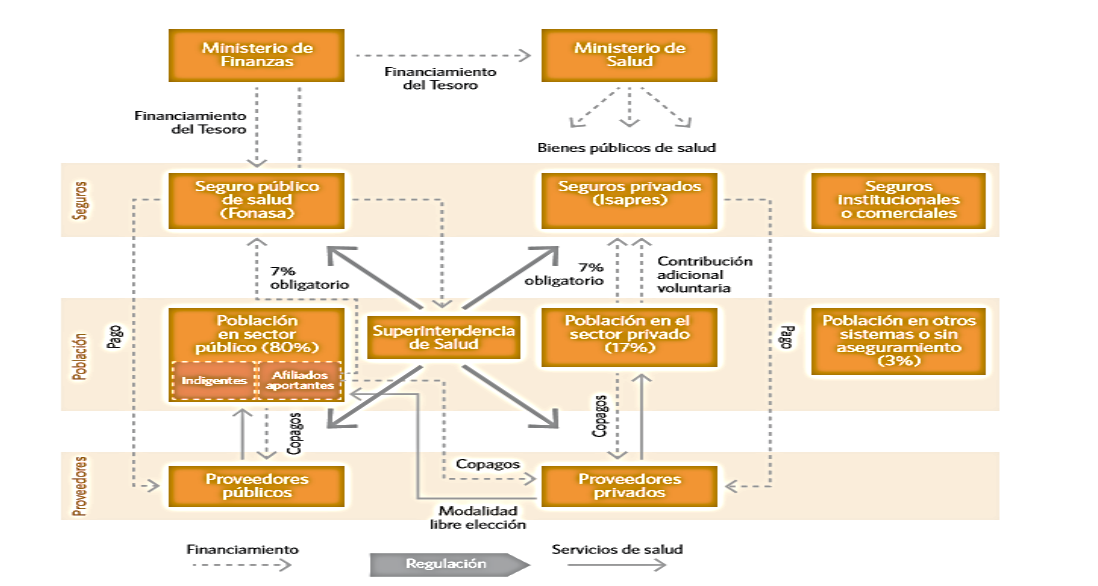 Ministerio de
Finanzas
Financiamiento
del Tesoro
Ministerio de
Salud
Financiamiento
del Tesoro
Bienes públicos de salud
Seguros
Seguro público
de salud
(Fonasa)
Seguros privados
(Isapres)
Seguros
institucionales
o comerciales
7%
obligatorio
7%
obligatorio
Contribución
adicional
voluntaria
Pago
Población
Población
en sector
público (80%)
Indigentes
Afiliados
aportantes
Superintendencia
de Salud
Población en el
sector privado
(17%)
Pago
Población en otros
sistemas o sin
aseguramiento
(3%)
Copagos
Copagos
Proveedores
Proveedores
públicos
Copagos
Proveedores
privados
Modalidad
libre elección
Financiamiento
Regulación
Servicios de salud